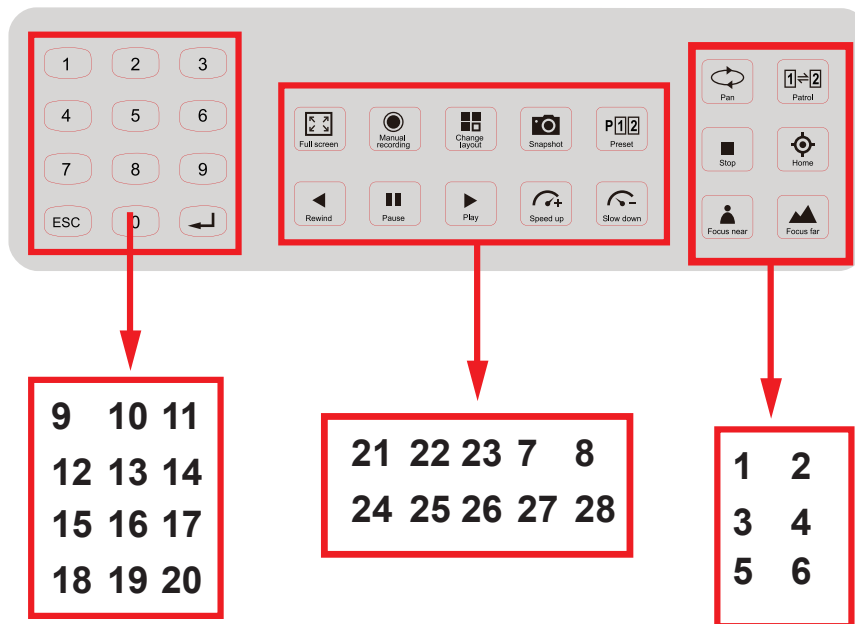 1 2 3
4 5 6
7 8 9
ESC 0
Full screen
Manual
recording
Change
layout
Snapshot
P12
Preset
Rewind
Pause
Play
Speed up
Slow down
Pan
1⇌2
Patrol
Stop
Home
Focus near
Focus far
9 10 11
12 13 14
15 16 17
18 19 20
21 22 23 7 8
24 25 26 27 28
1 2
3 4
5 6